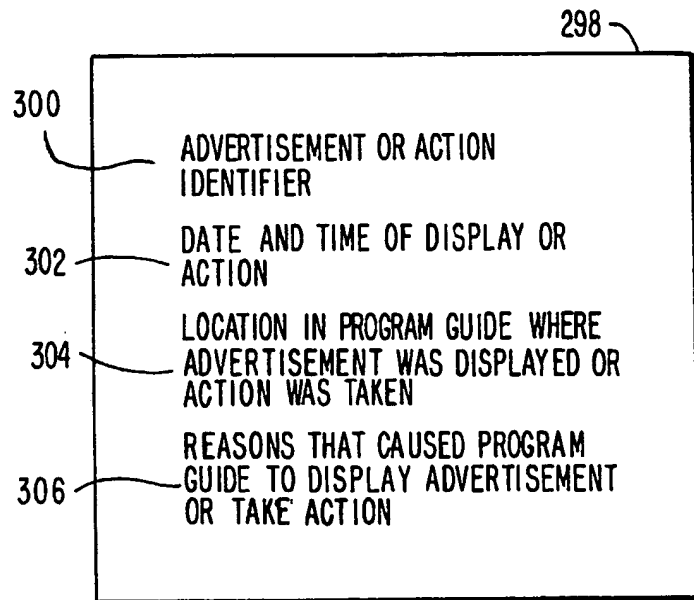 298
300
ADVERTISEMENT OR ACTION
IDENTIFIER
302
DATE AND TIME OF DISPLAY OR
ACTION
304
LOCATION IN PROGRAM GUIDE WHERE
ADVERTISEMENT WAS DISPLAYED OR
ACTION WAS TAKEN
306
REASONS THAT CAUSED PROGRAM
GUIDE TO DISPLAY ADVERTISEMENT
OR TAKE ACTION